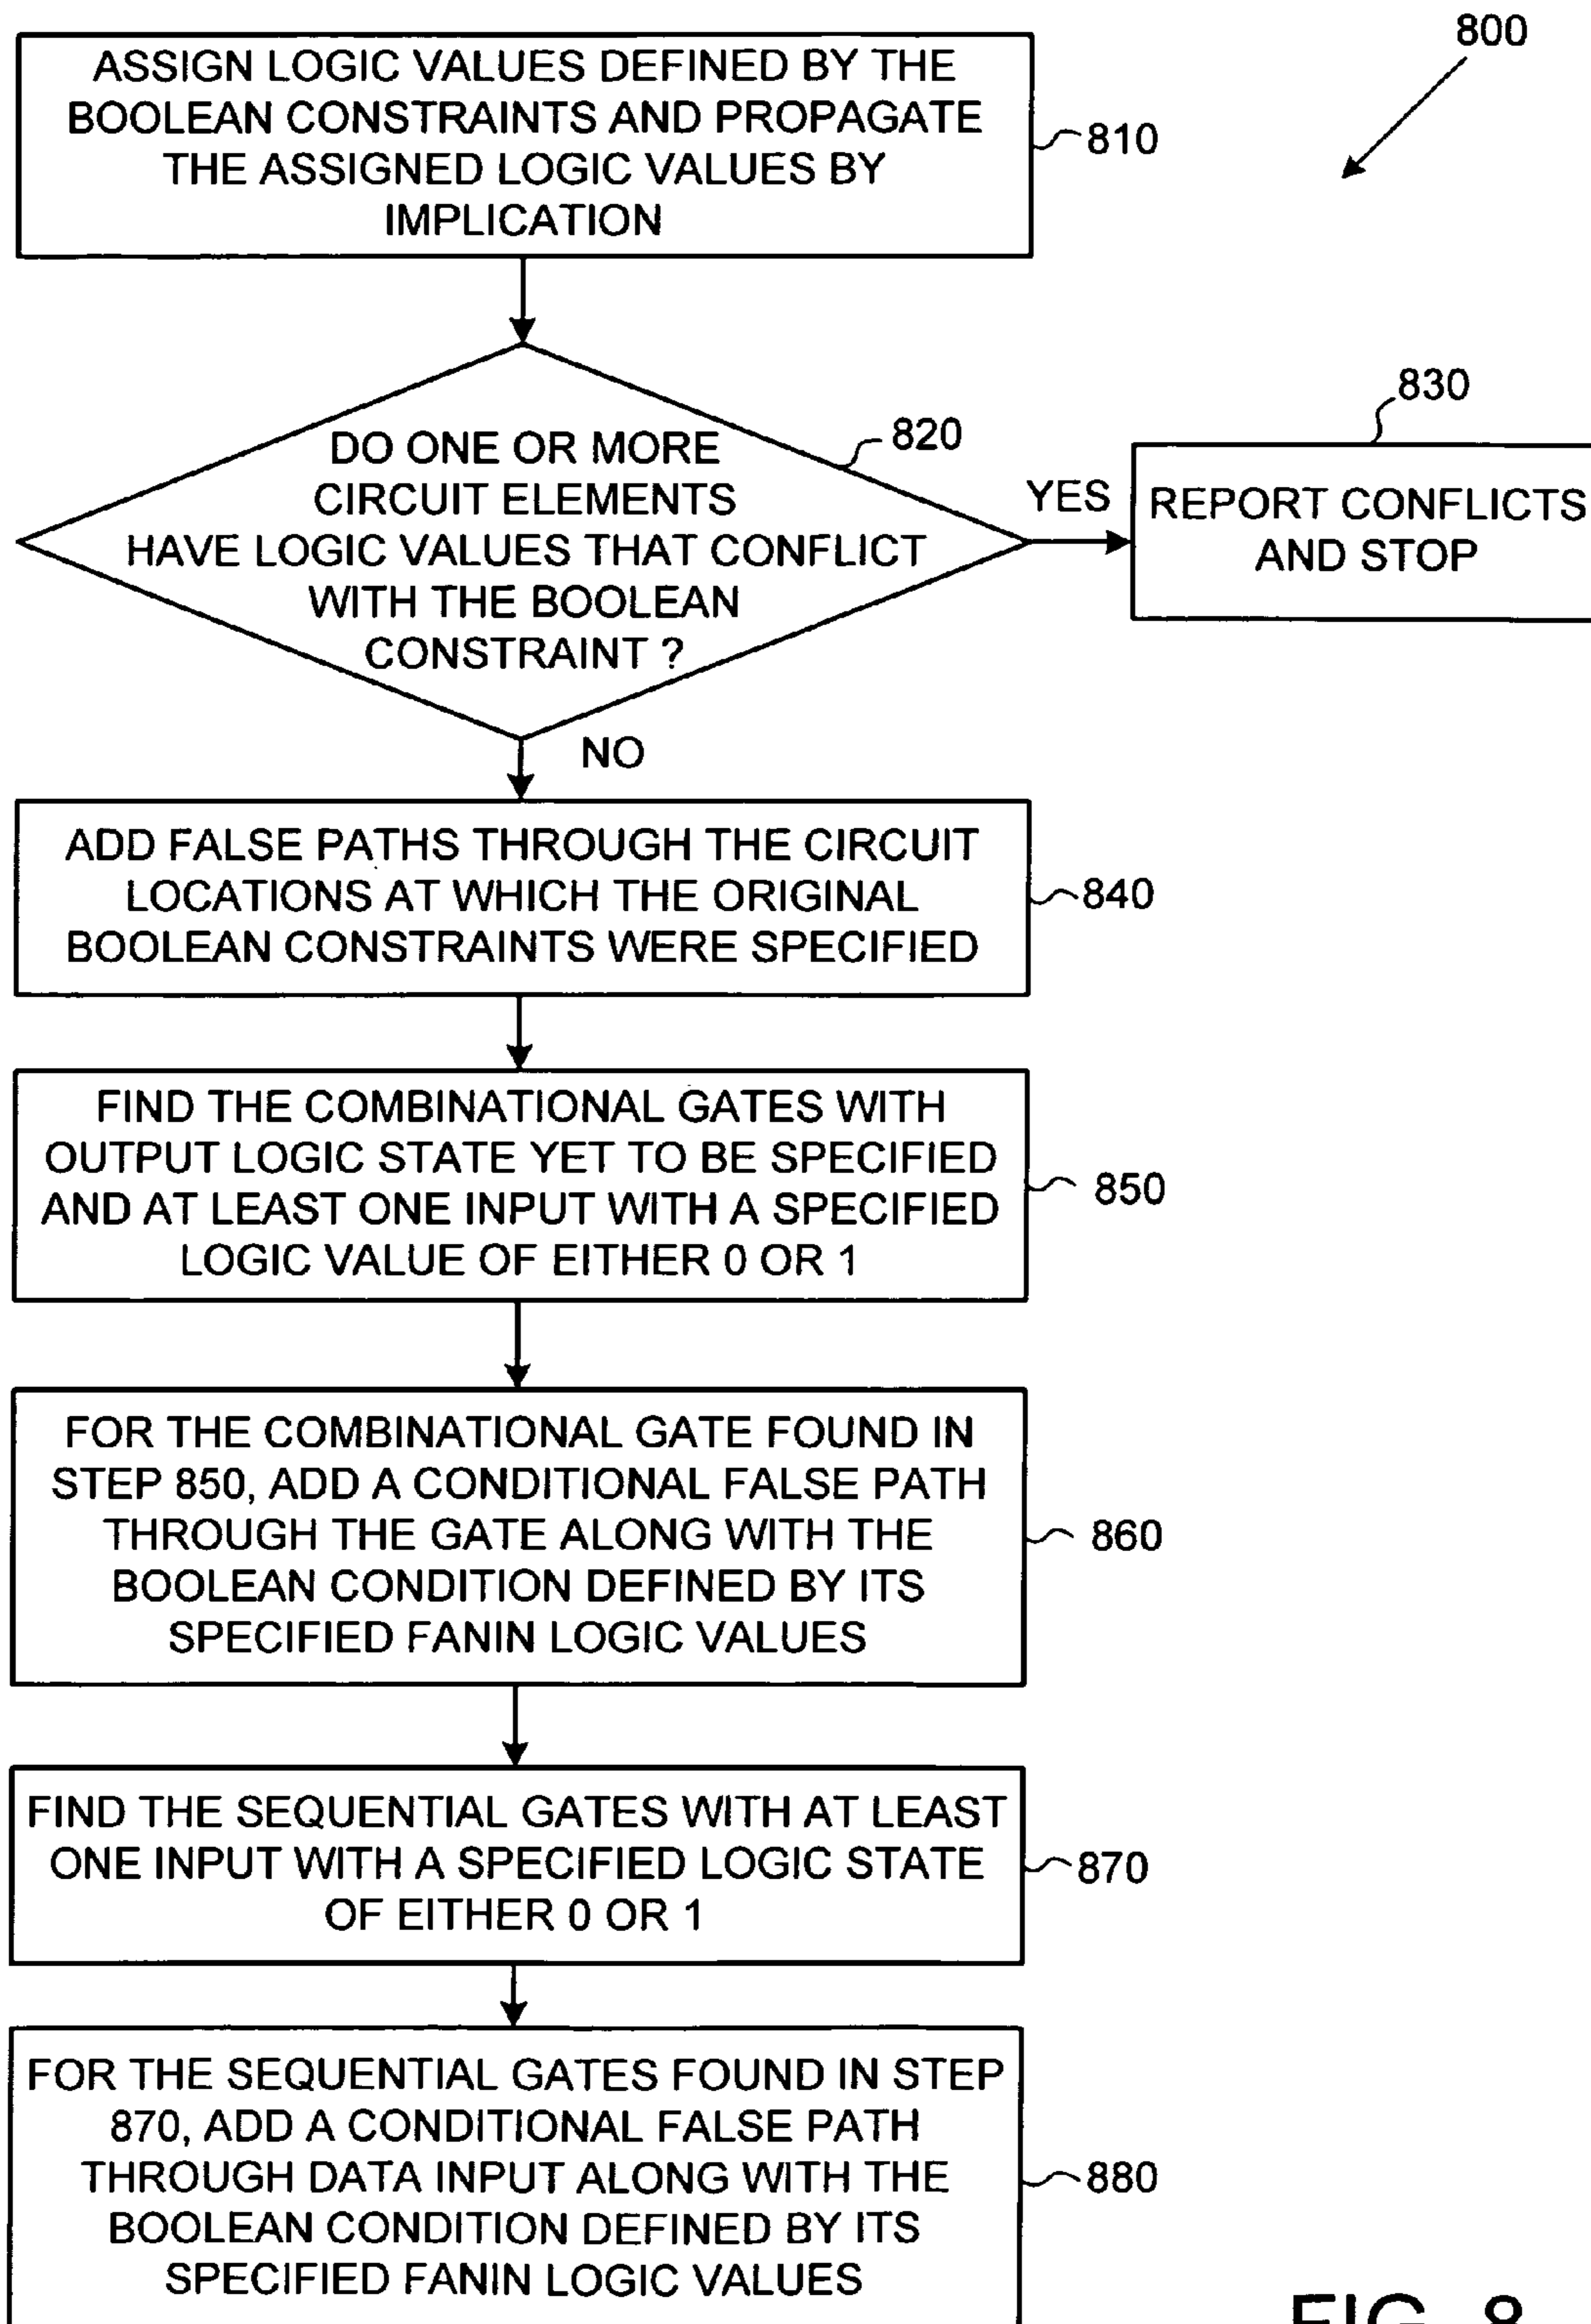 800
ASSIGN LOGIC VALUES DEFINED BY THE
BOOLEAN CONSTRAINTS AND PROPAGATE
THE ASSIGNED LOGIC VALUES BY
IMPLICATION
810
DO ONE OR MORE
CIRCUIT ELEMENTS
HAVE LOGIC VALUES THAT CONFLICT
WITH THE BOOLEAN
CONSTRAINT ?
820
YES
830
REPORT CONFLICTS
AND STOP
NO
ADD FALSE PATHS THROUGH THE CIRCUIT
LOCATIONS AT WHICH THE ORIGINAL
BOOLEAN CONSTRAINTS WERE SPECIFIED
840
FIND THE COMBINATIONAL GATES WITH
OUTPUT LOGIC STATE YET TO BE SPECIFIED
AND AT LEAST ONE INPUT WITH A SPECIFIED
LOGIC VALUE OF EITHER 0 OR 1
850
FOR THE COMBINATIONAL GATE FOUND IN
STEP 850, ADD A CONDITIONAL FALSE PATH
THROUGH THE GATE ALONG WITH THE
BOOLEAN CONDITION DEFINED BY ITS
SPECIFIED FANIN LOGIC VALUES
860
FIND THE SEQUENTIAL GATES WITH AT LEAST
ONE INPUT WITH A SPECIFIED LOGIC STATE
OF EITHER 0 OR 1
870
FOR THE SEQUENTIAL GATES FOUND IN STEP
870, ADD A CONDITIONAL FALSE PATH
THROUGH DATA INPUT ALONG WITH THE
BOOLEAN CONDITION DEFINED BY ITS
SPECIFIED FANIN LOGIC VALUES
880
FIG. 8